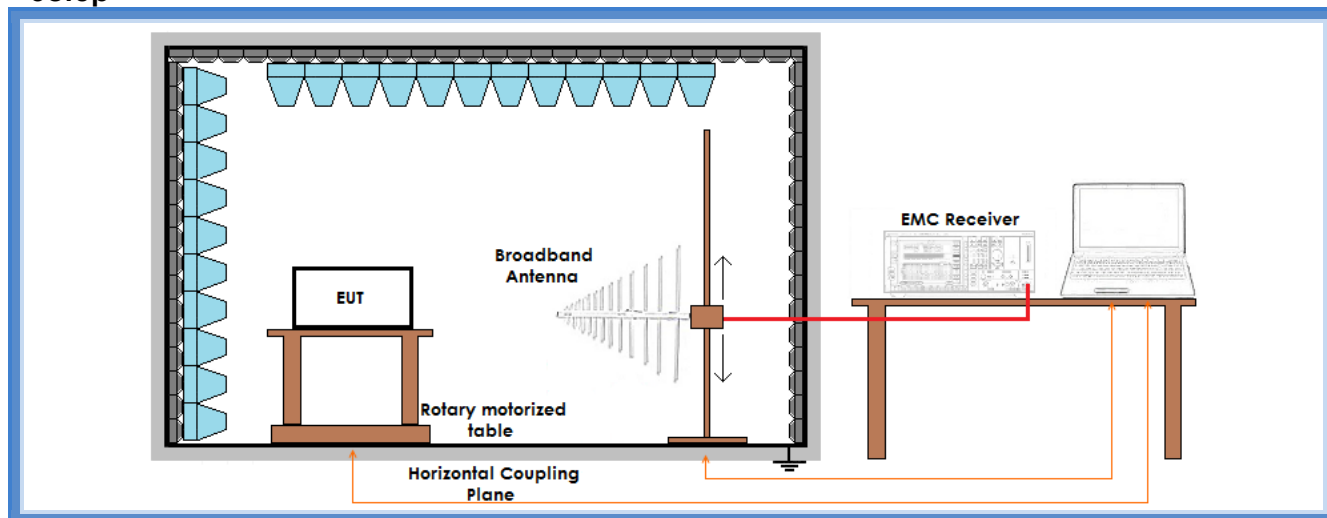 EMC Receiver
Broadband
Antenna
EUT
Rotary motorized
table
Horizontal Coupling
Plane